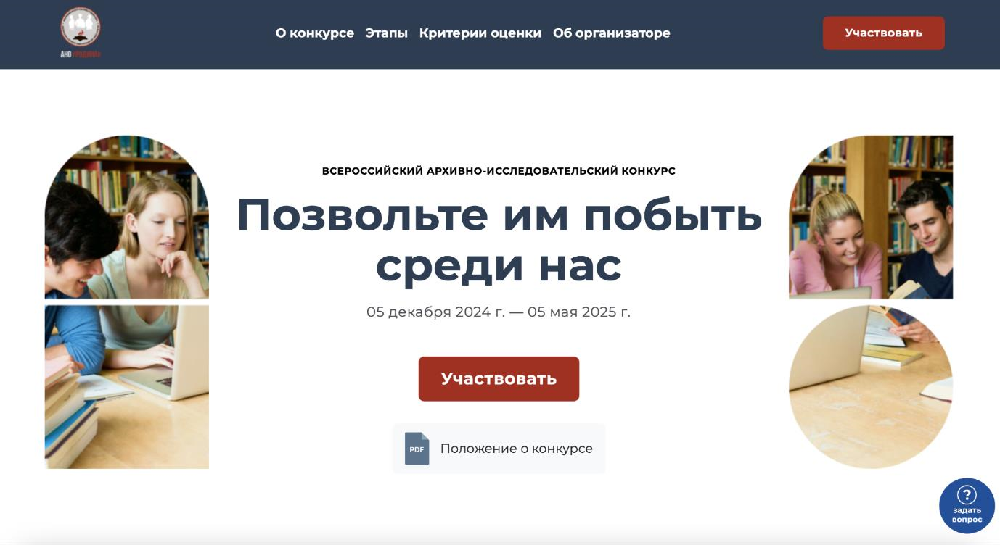 АНО «РОДИНА»
О конкурсе Этапы Критерии оценки Об организаторе
Участвовать
ВСЕРОССИЙСКИЙ АРХИВНО-ИССЛЕДОВАТЕЛЬСКИЙ КОНКУРС
Позвольте им побыть
среди нас
05 декабря 2024 г. — 05 мая 2025 г.
Участвовать
PDF
Положение о конкурсе
?
задать
вопрос